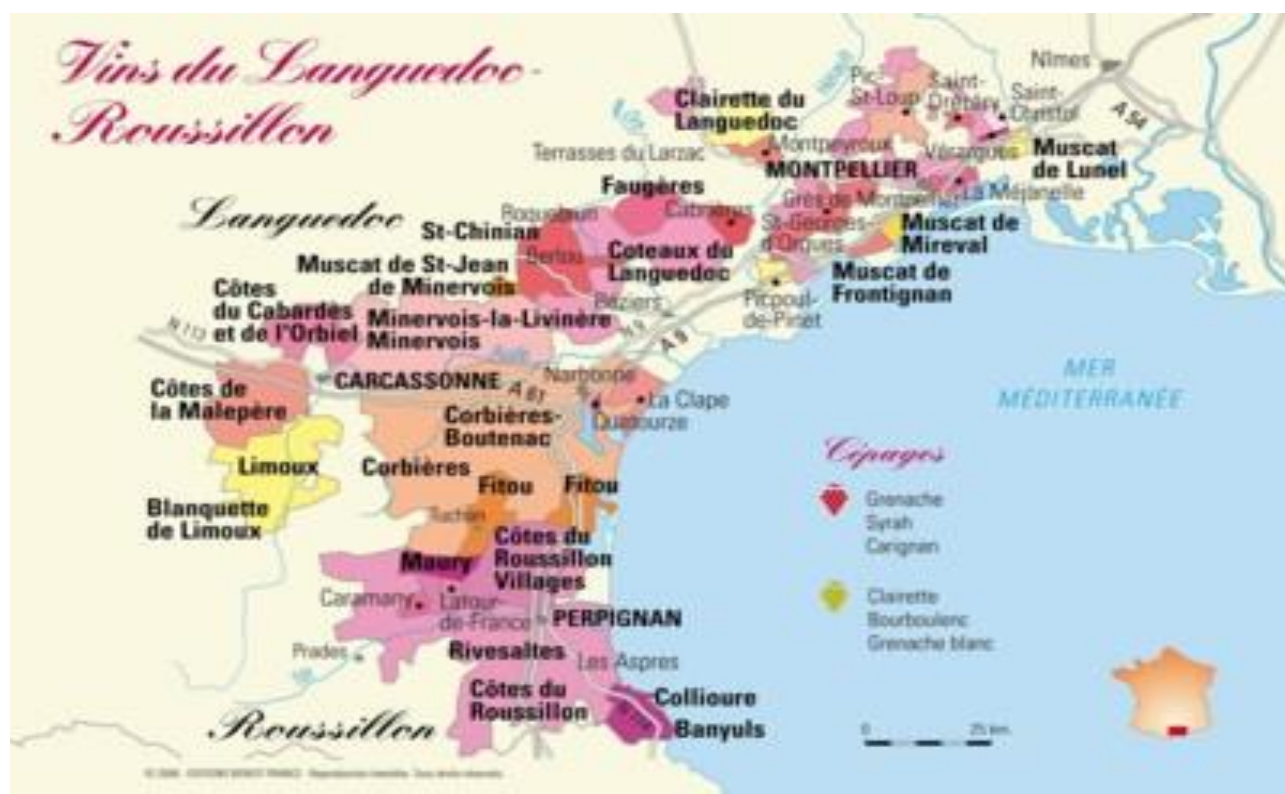 Vins du Languedoc-
Roussillon
Nîmes
Pic-
St-Loup
Saint-
Drézéry
Saint-
Christol
A 54
Clairette du
Languedoc
Terrasses du Larzac
Montpeyroux
Vérargues
Muscat
de Lunel
MONTPELLIER
La Méjanelle
Faugères
Languedoc
Roquebrun
Cabrières
Grès de Montpellier
St-Georges-
d'Orques
Muscat de
Mireval
St-Chinian
Berlou
Coteaux du
Languedoc
Muscat de St-Jean
de Minervois
Muscat de
Frontignan
Côtes
du Cabardès
et de l'Orbiel
Béziers
Picpoul-
de-Pinet
Minervois-la-Livinère
Minervois
N 113
A 9
MER
MÉDITERRANÉE
Narbonne
CARCASSONNE
A 61
Côtes de
la Malepère
La Clape
Quatourze
Corbières-
Boutenac
Cépages
Limoux
Corbières
Fitou
Fitou
Grenache
Syrah
Carignan
Blanquette
de Limoux
Tuchan
Côtes du
Roussillon
Villages
Maury
Clairette
Bourboulenc
Grenache blanc
Caramany
Latour-
de-France
PERPIGNAN
Prades
Rivesaltes
Les Aspres
Côtes du
Roussillon
Collioure
Banyuls
Roussillon
0 25 km